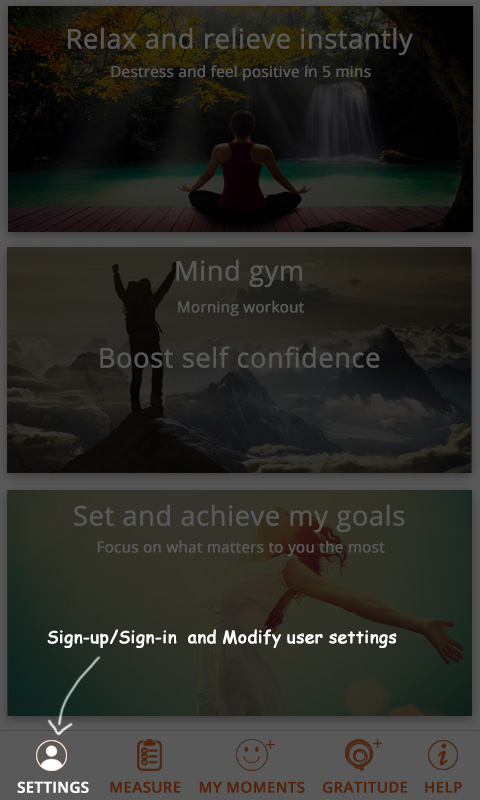 Relax and relieve instantly
Destress and feel positive in 5 mins
Mind gym
Morning workout
Boost self confidence
Set and achieve my goals
Focus on what matters to you the most
Sign-up/Sign-in and Modify user settings
SETTINGS MEASURE MY MOMENTS GRATITUDE HELP